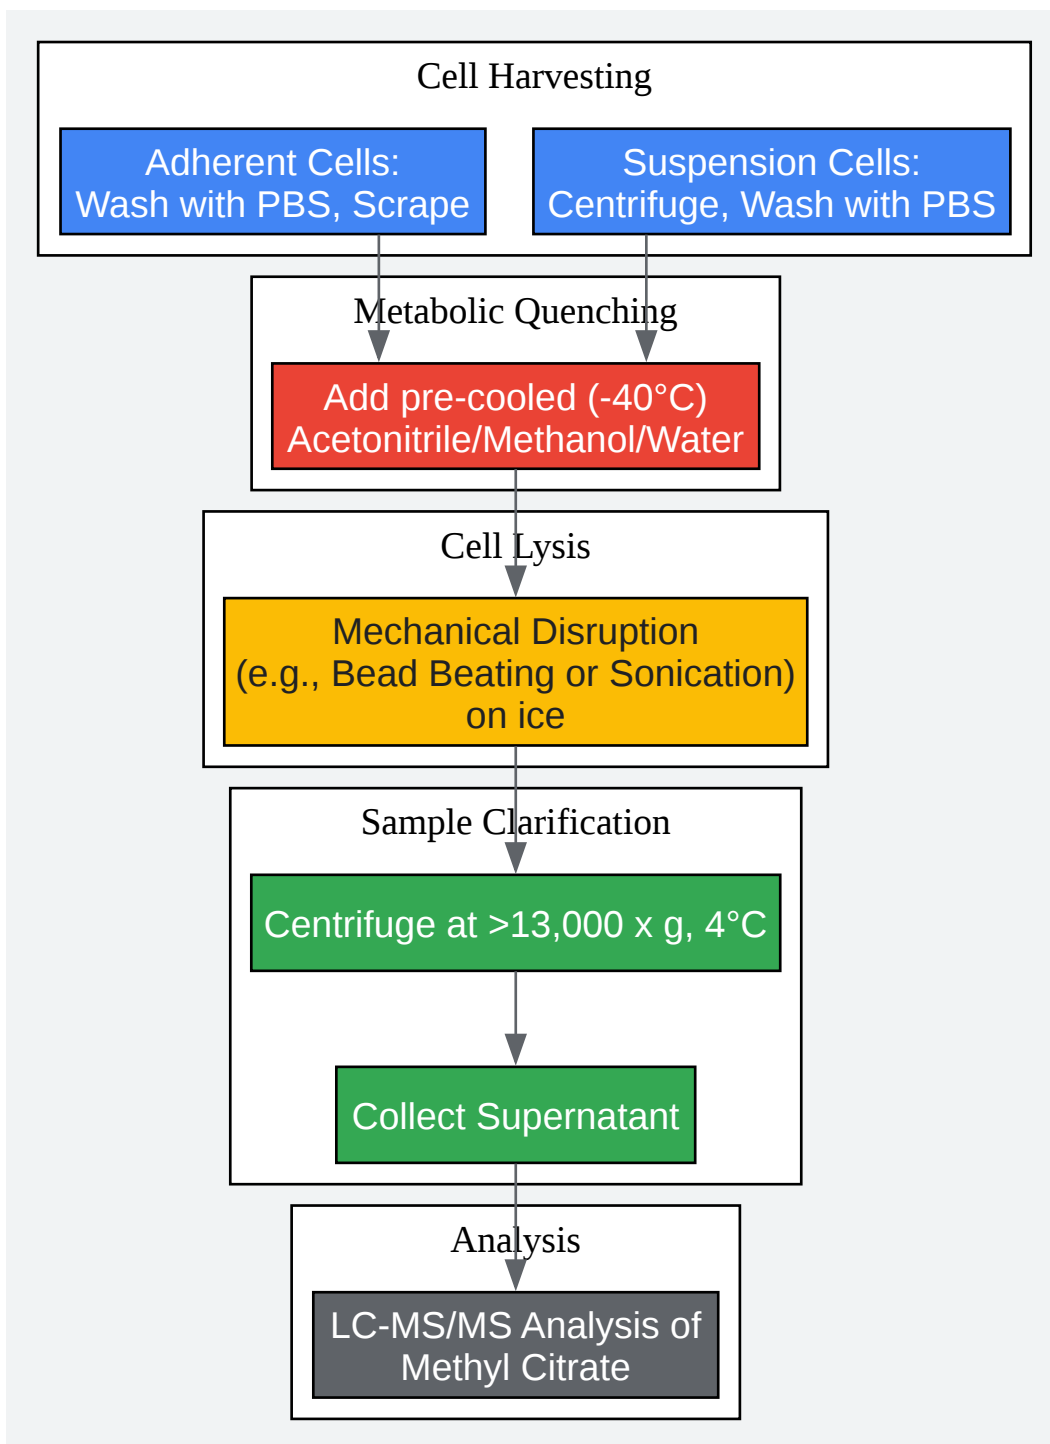 Cell Harvesting
Adherent Cells:
Wash with PBS, Scrape
Suspension Cells:
Centrifuge, Wash with PBS
Metabolic Quenching
Add pre-cooled (-40°C)
Acetonitrile/Methanol/Water
Cell Lysis
Mechanical Disruption
(e.g., Bead Beating or Sonication)
on ice
Sample Clarification
Centrifuge at >13,000 x g, 4°C
Collect Supernatant
Analysis
LC-MS/MS Analysis of
Methyl Citrate